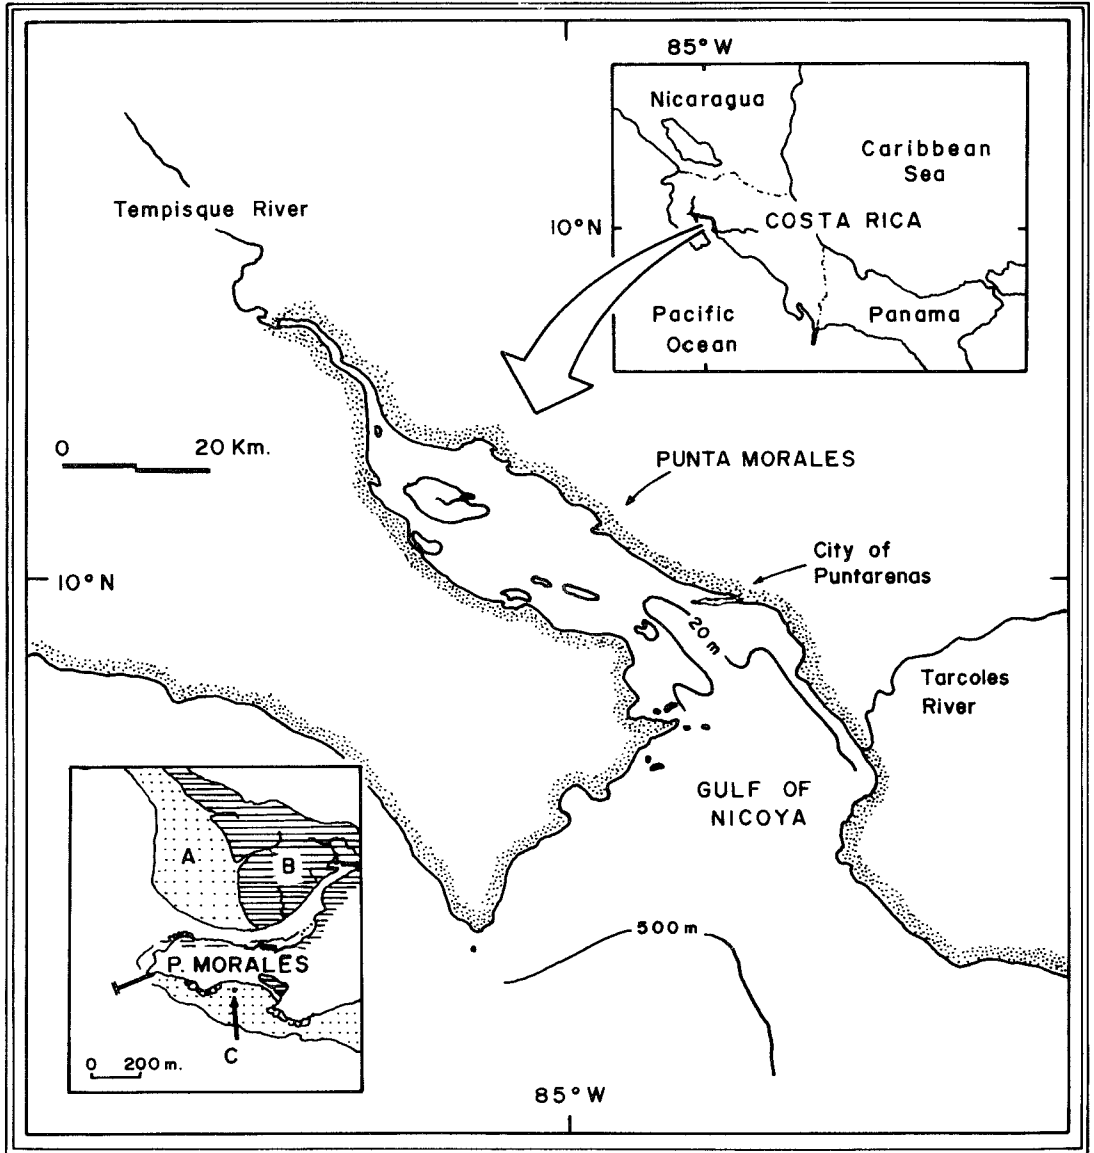 85° W
Nicaragua
Caribbean
Sea
Tempisque River
10° N
COSTA RICA
Pacific
Ocean
Panama
0 20 Km.
PUNTA MORALES
City of
Puntarenas
10° N
20 m
Tarcoles
River
GULF OF
NICOYA
A
B
P. MORALES
500 m
C
0 200 m.
85° W